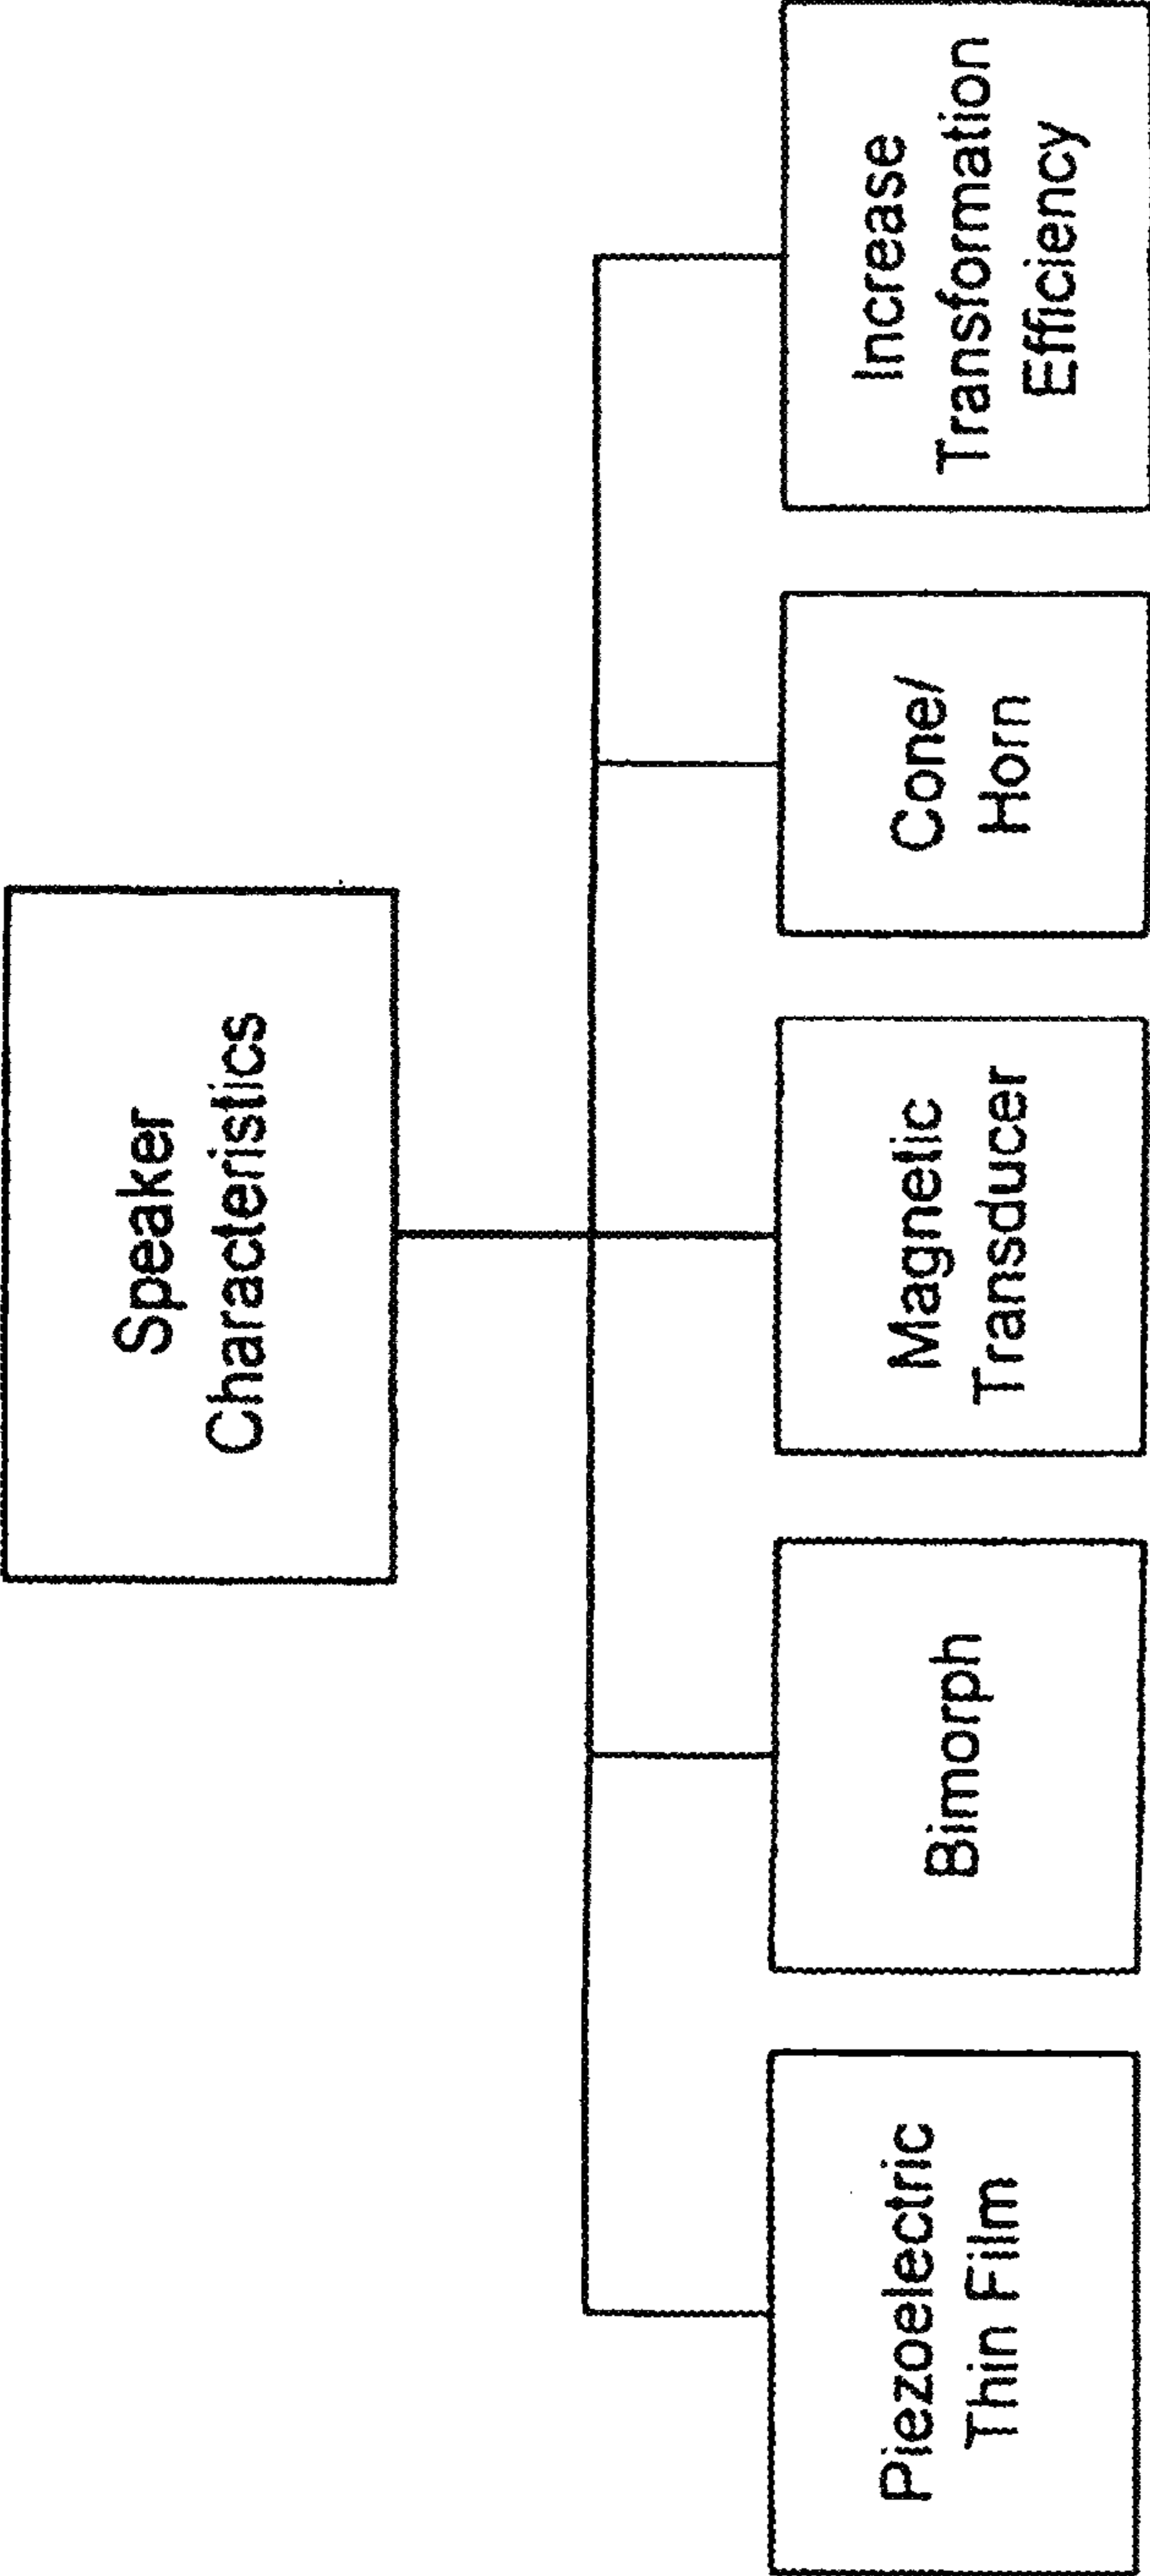 Speaker
Characteristics
Piezoelectric
Thin Film
Bimorph
Magnetic
Transducer
Cone/
Horn
Increase
Transformation
Efficiency